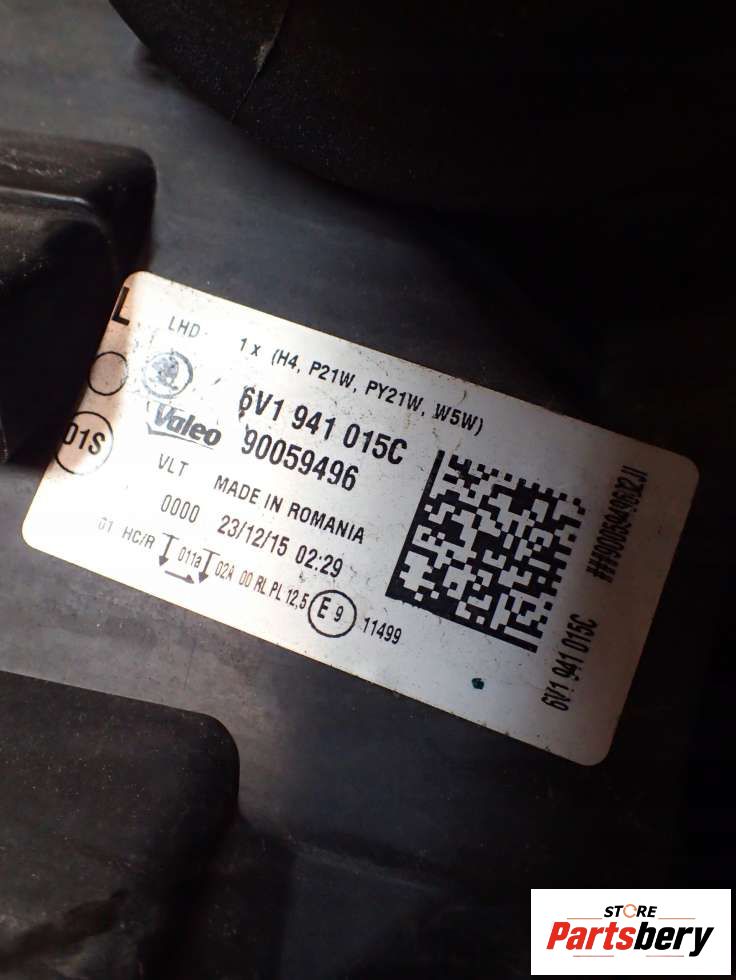 L
LHD
1 x (H4, P21W, PY21W, W5W)
6V1 941 015C
Valeo
90059496
D1S
VLT
MADE IN ROMANIA
0000
23/12/15 02:29
01 HC/R
011a
02A 00 RL PL 12,5
E 9
11499
6V1 941 015C
STORE
Partsbery